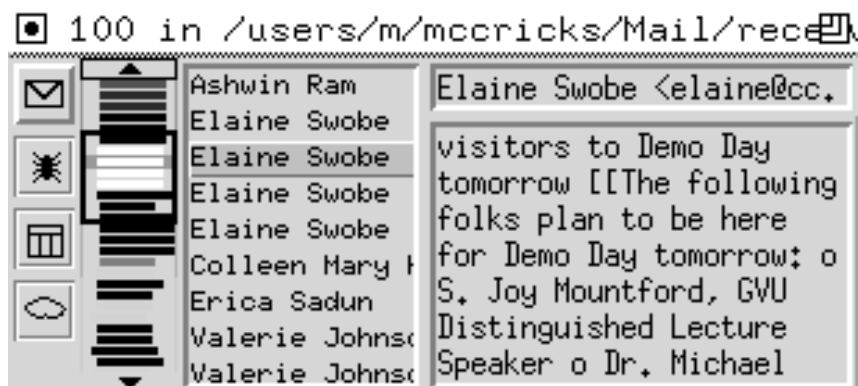 100 in /users/m/mccricks/Mail/rece
Ashwin Ram
Elaine Swobe
Elaine Swobe
Elaine Swobe
Elaine Swobe
Colleen Mary
Erica Sadun
Valerie Johnso
Valerie Johnso
Elaine Swobe <elaine@cc.
visitors to Demo Day
tomorrow [[The following
folks plan to be here
for Demo Day tomorrow: o
S. Joy Mountford, GVU
Distinguished Lecture
Speaker o Dr. Michael